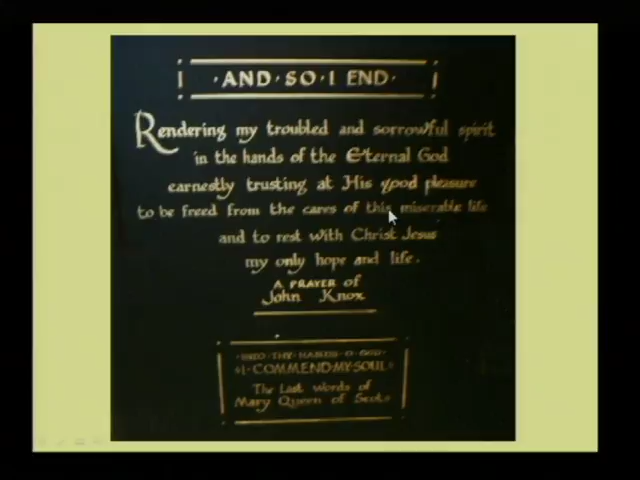 ·AND·SO·I END·
Rendering my troubled and sorrowful spirit
in the hands of the Eternal God
earnestly trusting at His good pleasure
to be freed from the cares of this miserable life
and to rest with Christ Jesus
my only hope and life.
A PRAYER of
John Knox
·INTO·THY·HANDS·O·GOD·
·I·COMMEND·MY·SOUL·
The Last words of
Mary Queen of Scots